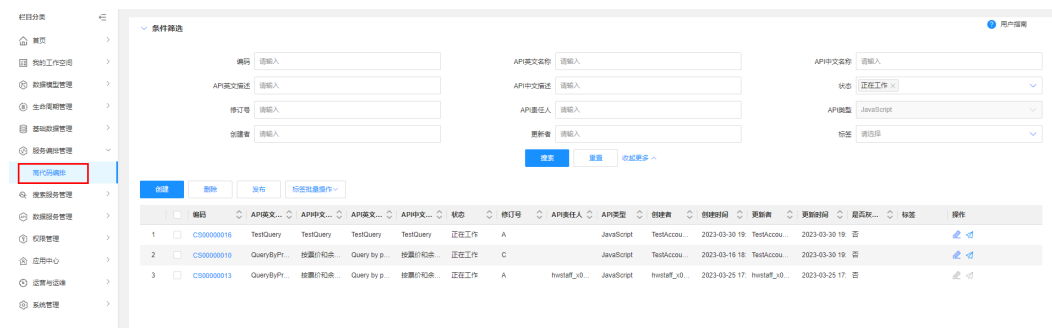 栏目分类
首页
我的工作空间
数据模型管理
生命周期管理
基础数据管理
服务编排管理
高代码编排
搜索服务管理
数据服务管理
权限管理
应用中心
运营与运维
系统管理
条件筛选
用户指南
编码 请输入 API英文名称 请输入 API中文名称 请输入
API英文描述 请输入 API中文描述 请输入 状态 正在工作 ×
修订号 请输入 API责任人 请输入 API类型 JavaScript
创建者 请输入 更新者 请输入 标签 请选择
搜索 重置 收起更多
创建 删除 发布 标签批量操作
编码 API英文... API中文... API英文... API中文... 状态 修订号 API责任人 API类型 创建者 创建时间 更新者 更新时间 是否灰... 标签 操作
1 CS00000016 TestQuery TestQuery TestQuery TestQuery 正在工作 A JavaScript TestAccou... 2023-03-30 19: TestAccou... 2023-03-30 19: 否
2 CS00000010 QueryByPr... 按票价和余... Query by p... 按票价和余... 正在工作 C JavaScript TestAccou... 2023-03-16 18: TestAccou... 2023-03-30 19: 否
3 CS00000013 QueryByPr... 按票价和余... Query by p... 按票价和余... 正在工作 A hwstaff_x0... JavaScript hwstaff_x0... 2023-03-25 17: hwstaff_x0... 2023-03-25 17: 否